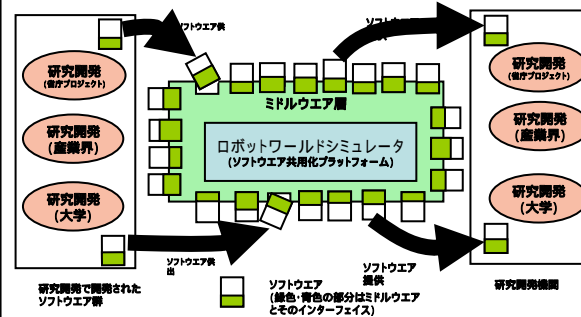 ソフトウエア供
ソフトウエア
研究開発
(省庁プロジェクト)
研究開発
(産業界)
研究開発
(大学)
ミドルウエア層
ロボットワールドシミュレータ
(ソフトウエア共用化プラットフォーム)
研究開発
(省庁プロジェクト)
研究開発
(産業界)
研究開発
(大学)
ソフトウエア供
出
ソフトウエア
提供
研究開発で開発された
ソフトウエア群
ソフトウエア
(緑色・青色の部分はミドルウエア
とそのインターフェイス)
研究開発機関